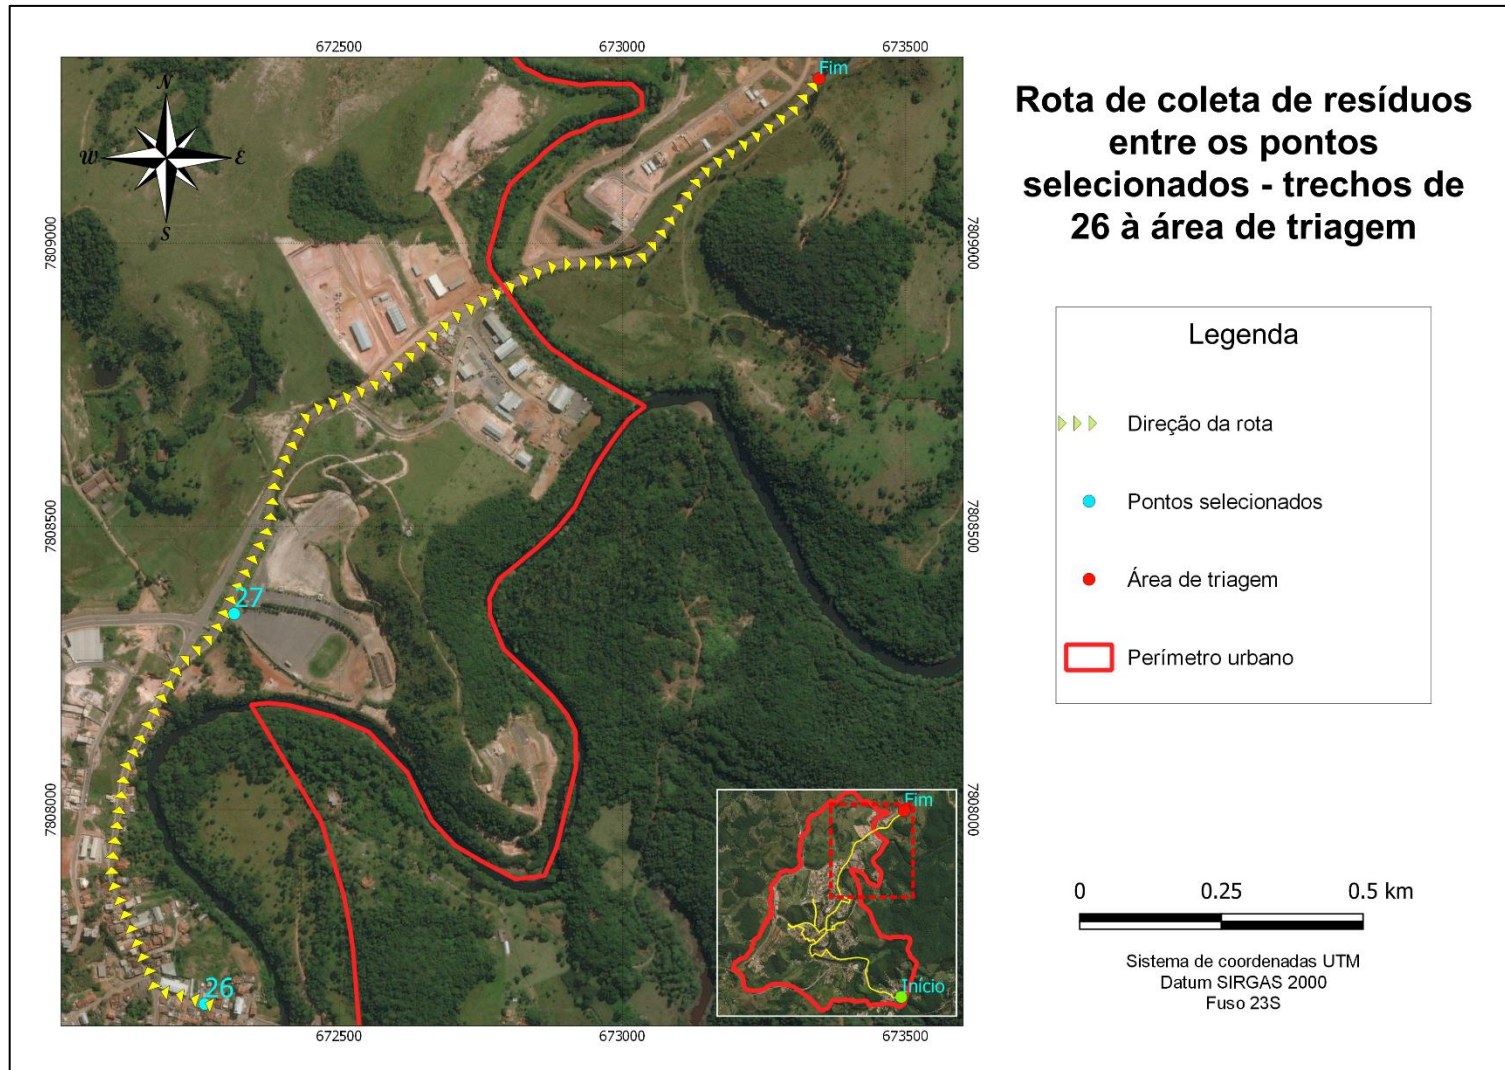 Rota de coleta de resíduos
entre os pontos
selecionados - trechos de
26 à área de triagem
672500
673000
673500
N
W
E
S
Fim
7809000
7809000
7808500
7808500
27
7808000
7808000
26
Fim
Início
672500
673000
673500
Legenda
Direção da rota
Pontos selecionados
Área de triagem
Perímetro urbano
0
0.25
0.5 km
Sistema de coordenadas UTM
Datum SIRGAS 2000
Fuso 23S